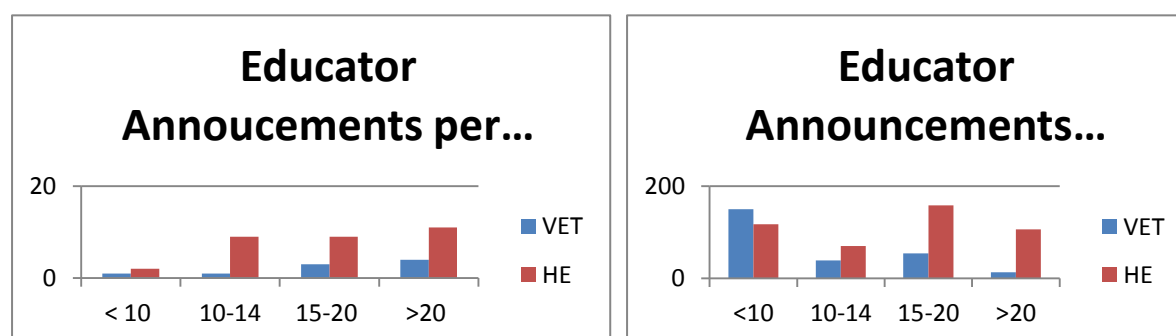 Educator
Annoucements per...
20
0
< 10 10-14 15-20 >20
VET
HE
Educator
Announcements...
200
0
<10 10-14 15-20 >20
VET
HE